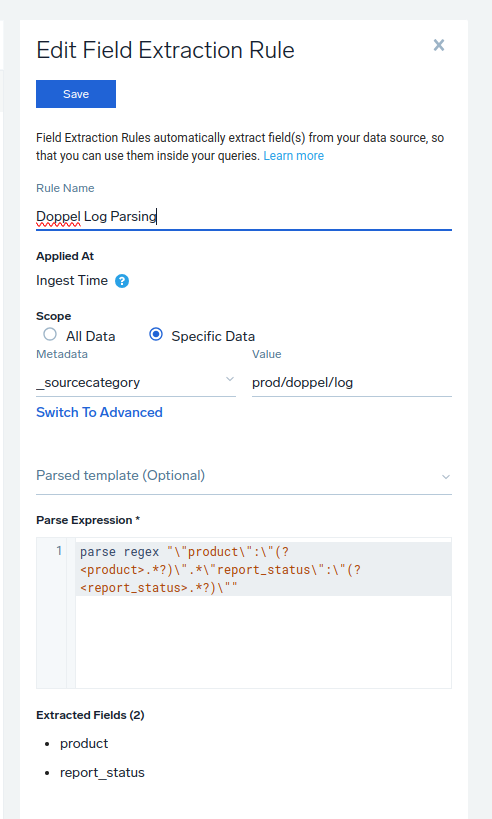 Edit Field Extraction Rule
×
Save
Field Extraction Rules automatically extract field(s) from your data source, so
that you can use them inside your queries. Learn more
Rule Name
Doppel Log Parsing
Applied At
Ingest Time ?
Scope
All Data Specific Data
Metadata Value
_sourcecategory prod/doppel/log
Switch To Advanced
Parsed template (Optional)
Parse Expression *
1 parse regex "\"product\":\"(?
<product>.*?)\".*\"report_status\":\"(?
<report_status>.*?)\""
Extracted Fields (2)
• product
• report_status